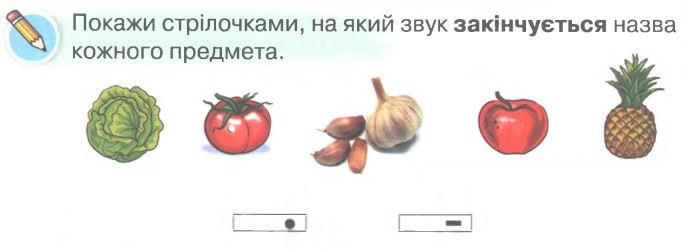 Покажи стрілочками, на який звук закінчується назва
кожного предмета.